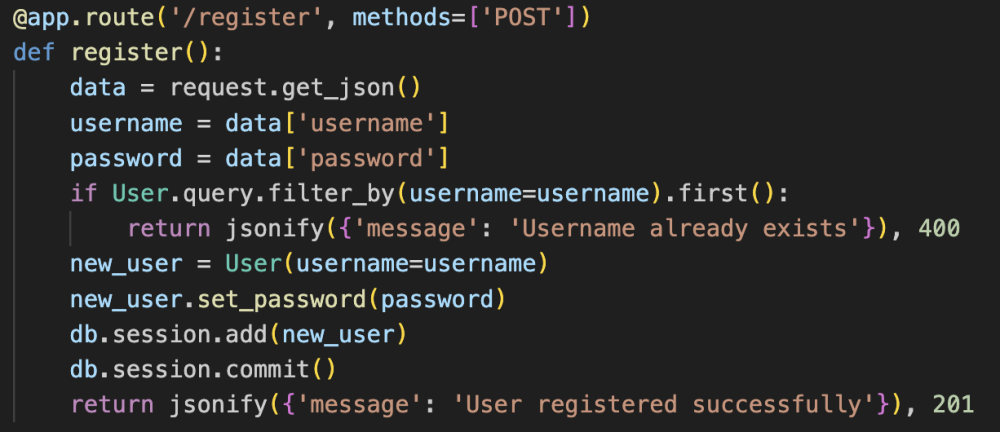 @app.route('/register', methods=['POST'])
def register():
    data = request.get_json()
    username = data['username']
    password = data['password']
    if User.query.filter_by(username=username).first():
        return jsonify({'message': 'Username already exists'}), 400
    new_user = User(username=username)
    new_user.set_password(password)
    db.session.add(new_user)
    db.session.commit()
    return jsonify({'message': 'User registered successfully'}), 201